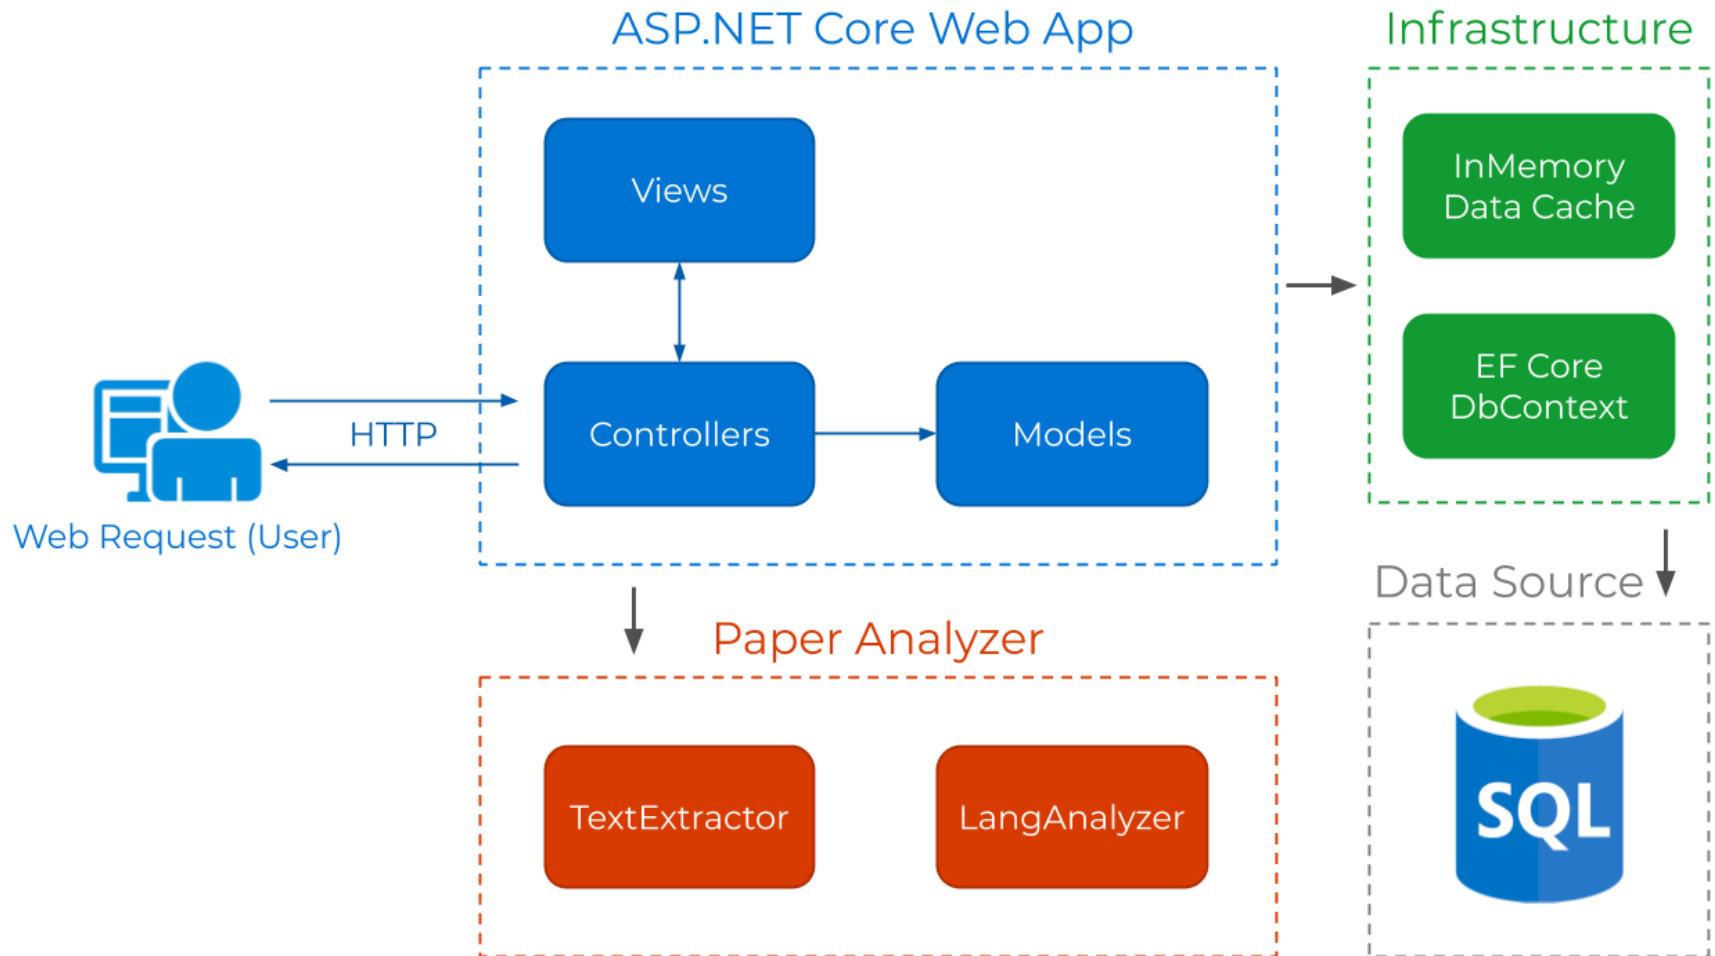 ASP.NET Core Web App
Infrastructure
Views
InMemory
Data Cache
EF Core
DbContext
HTTP
Controllers
Models
Web Request (User)
Data Source
Paper Analyzer
TextExtractor
LangAnalyzer
SQL